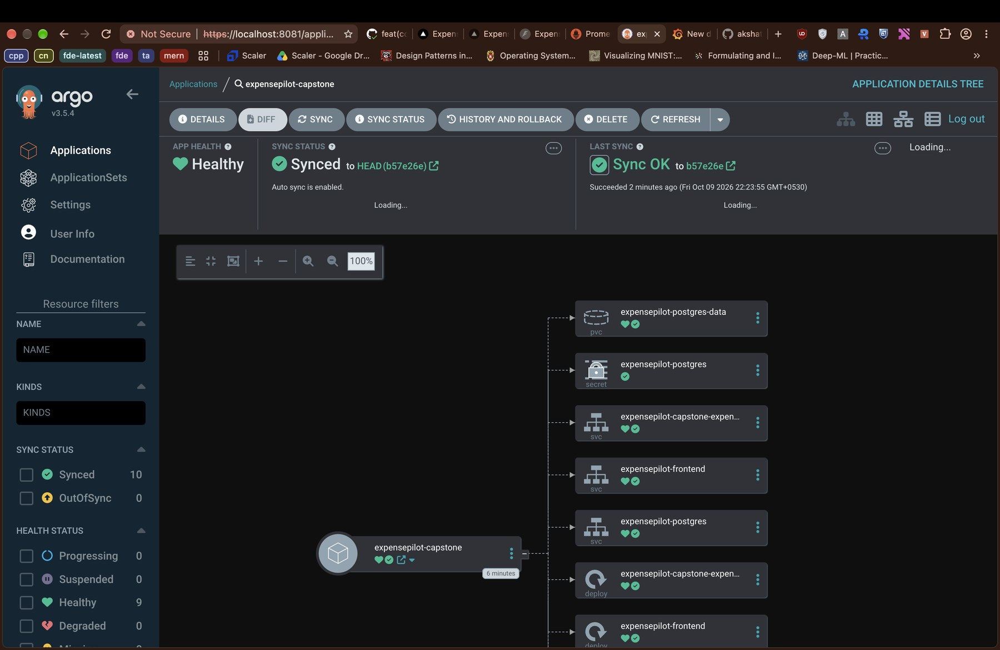 Not Secure
https://localhost:8081/appli...
feat(cc
Expen
Expen
Expen
Prome
ex
New d
akshat
cpp
cn
fde-latest
fde
ta
mern
Scaler
Scaler - Google Dr...
Design Patterns in...
Operating System...
Visualizing MNIST:...
Formulating and I...
Deep-ML | Practic...
argo
v3.5.4
Applications
ApplicationSets
Settings
User Info
Documentation
Resource filters
NAME
NAME
KINDS
KINDS
SYNC STATUS
Synced 10
OutOfSync 0
HEALTH STATUS
Progressing 0
Suspended 0
Healthy 9
Degraded 0
Applications / expensepilot-capstone
APPLICATION DETAILS TREE
DETAILS
DIFF
SYNC
SYNC STATUS
HISTORY AND ROLLBACK
DELETE
REFRESH
Log out
APP HEALTH
Healthy
SYNC STATUS
Synced to HEAD (b57e26e)
Auto sync is enabled.
Loading...
LAST SYNC
Sync OK to b57e26e
Succeeded 2 minutes ago (Fri Oct 09 2026 22:23:55 GMT+0530)
Loading...
Loading...
100%
expensepilot-capstone
6 minutes
expensepilot-postgres-data
pvc
expensepilot-postgres
secret
expensepilot-capstone-expen...
svc
expensepilot-frontend
svc
expensepilot-postgres
svc
expensepilot-capstone-expen...
deploy
expensepilot-frontend
deploy